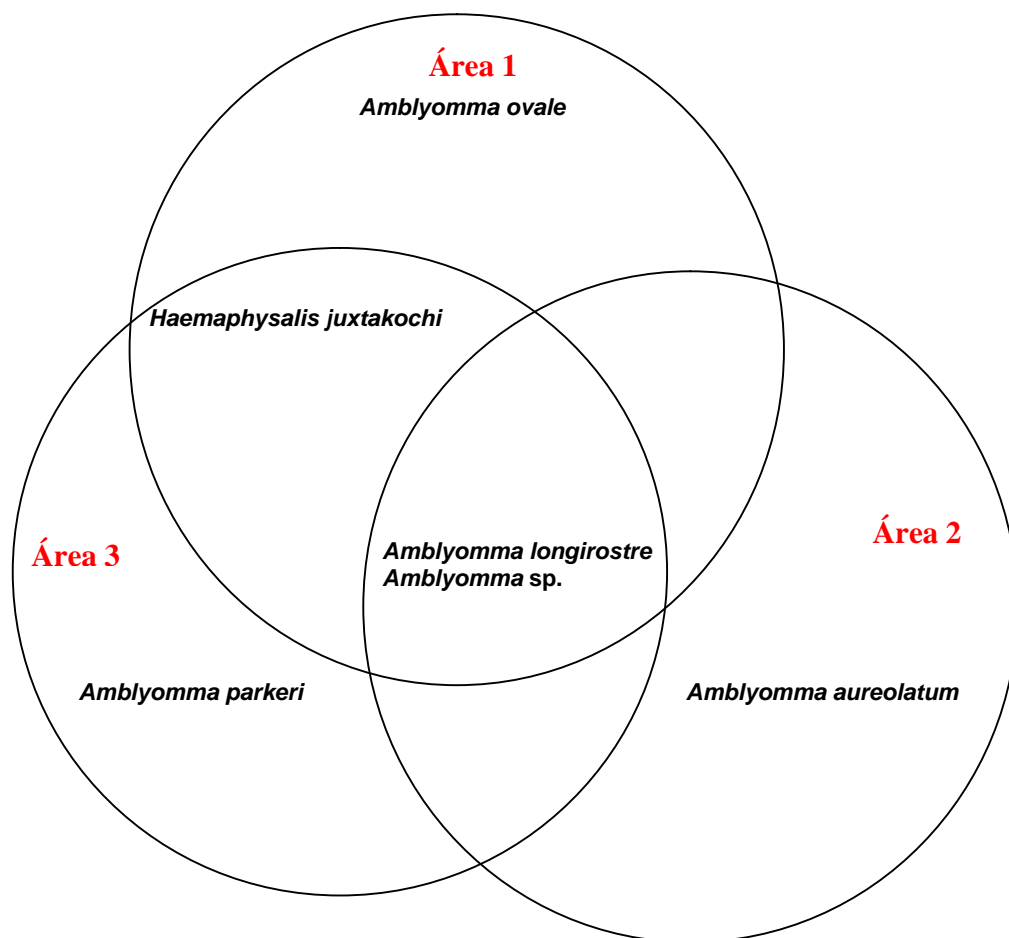 Área 1
Amblyomma ovale
Haemaphysalis juxtakochi
Área 2
Área 3
Amblyomma longirostre
Amblyomma sp.
Amblyomma parkeri
Amblyomma aureolatum